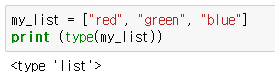 my_list = ["red", "green", "blue"]
print (type(my_list))
<type 'list'>